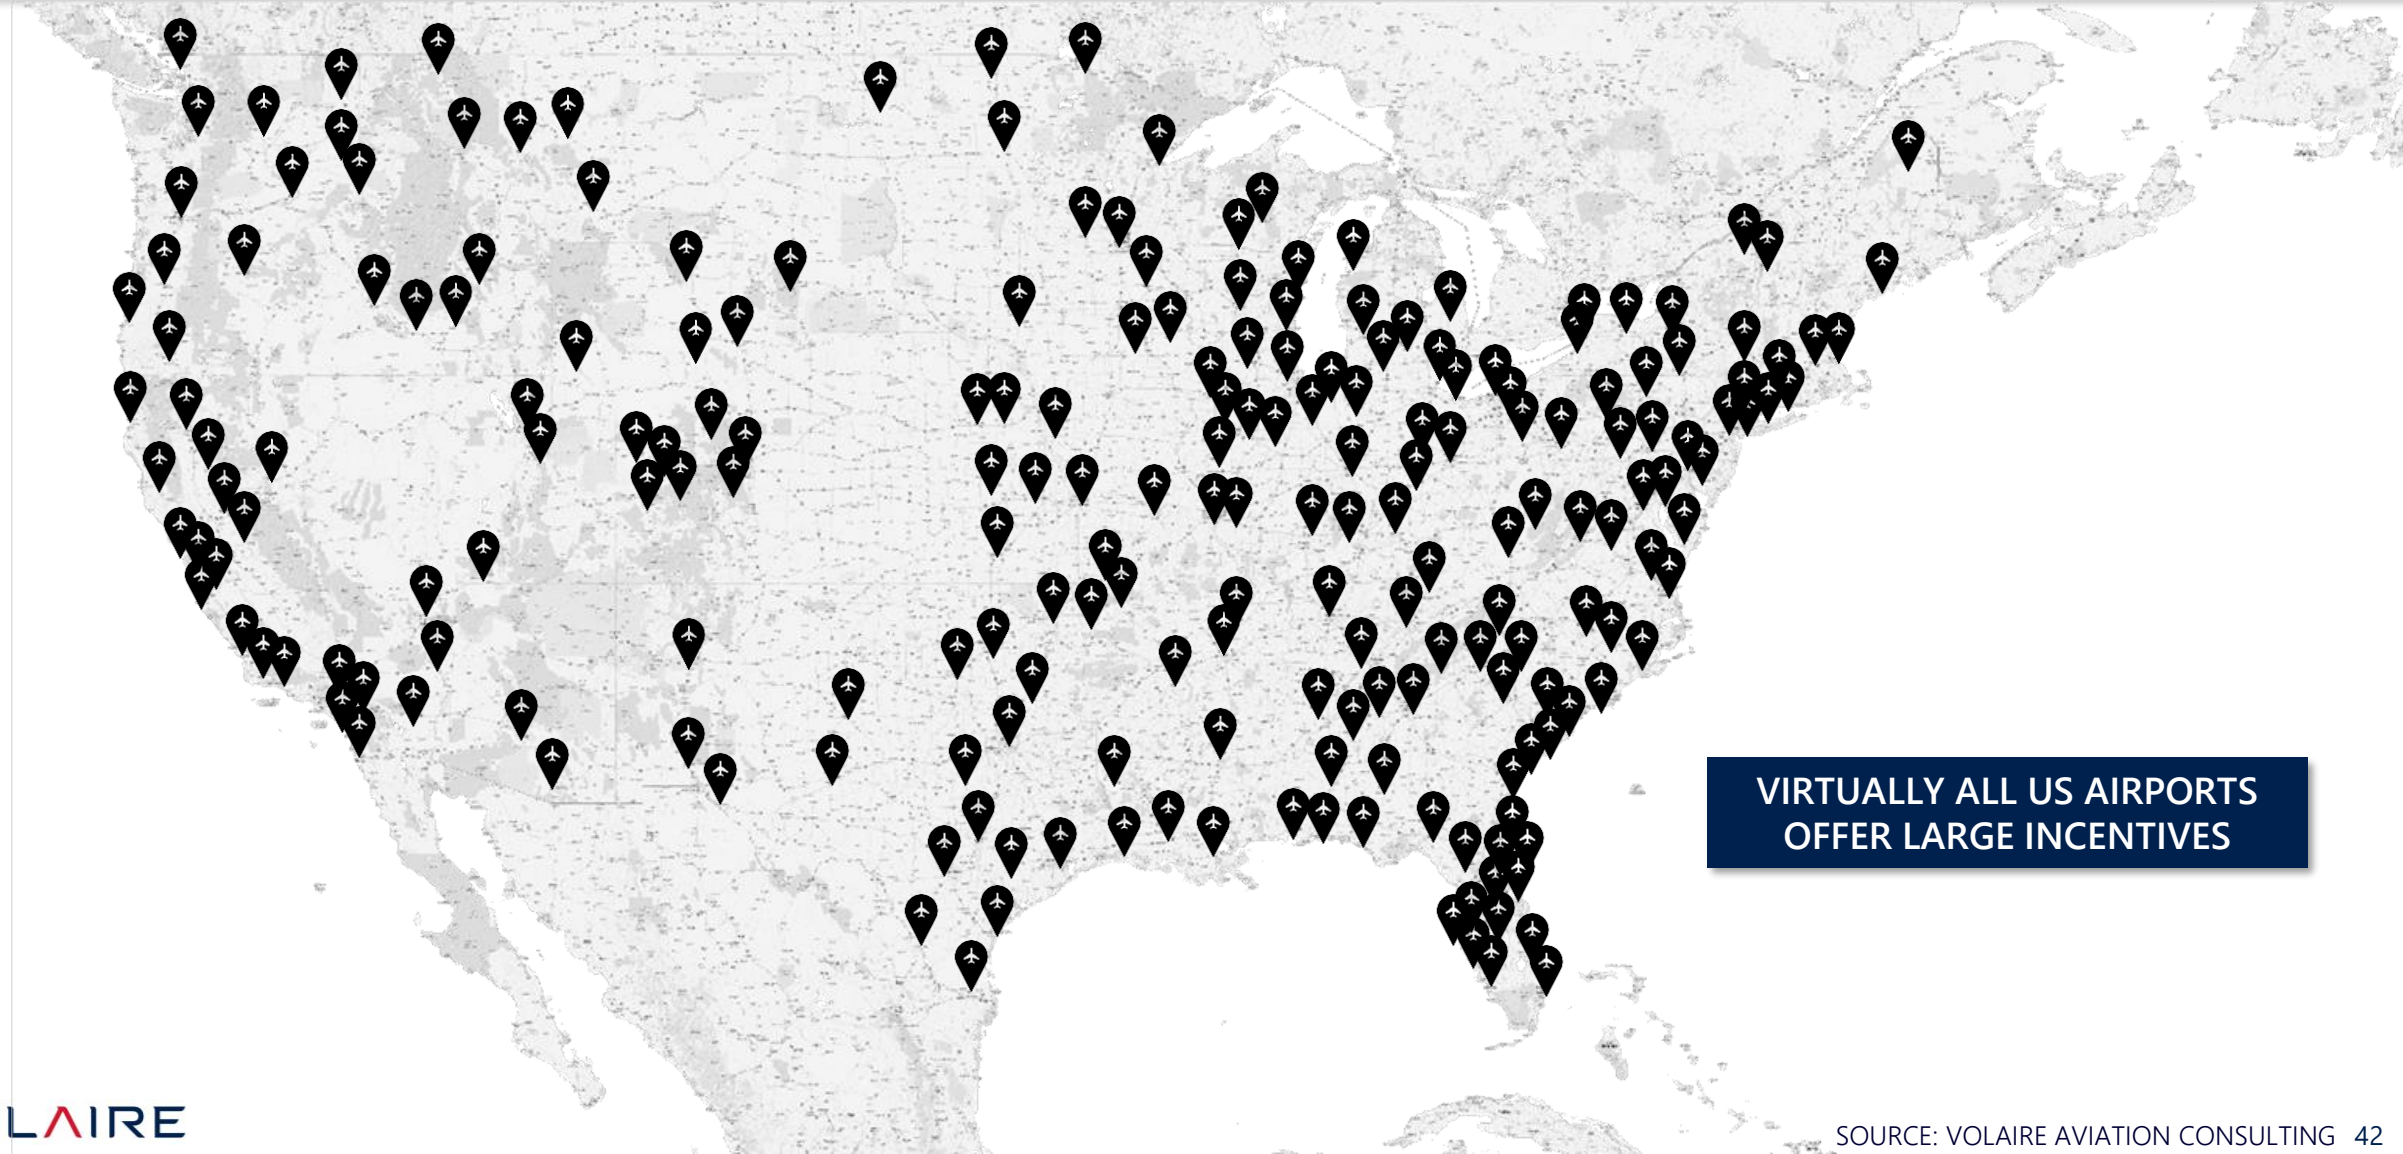 VIRTUALLY ALL US AIRPORTS
OFFER LARGE INCENTIVES
LAIRE
SOURCE: VOLAIRE AVIATION CONSULTING 42